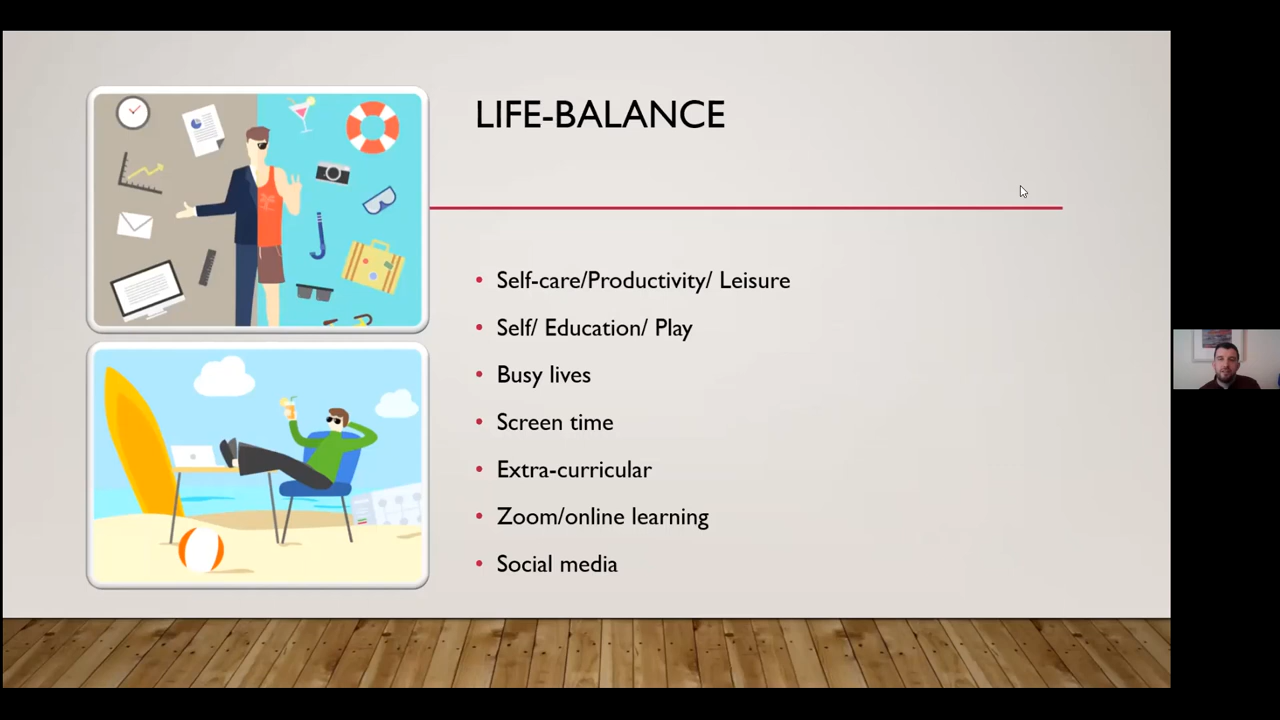 LIFE-BALANCE
• Self-care/Productivity/ Leisure
• Self/ Education/ Play
• Busy lives
• Screen time
• Extra-curricular
• Zoom/online learning
• Social media